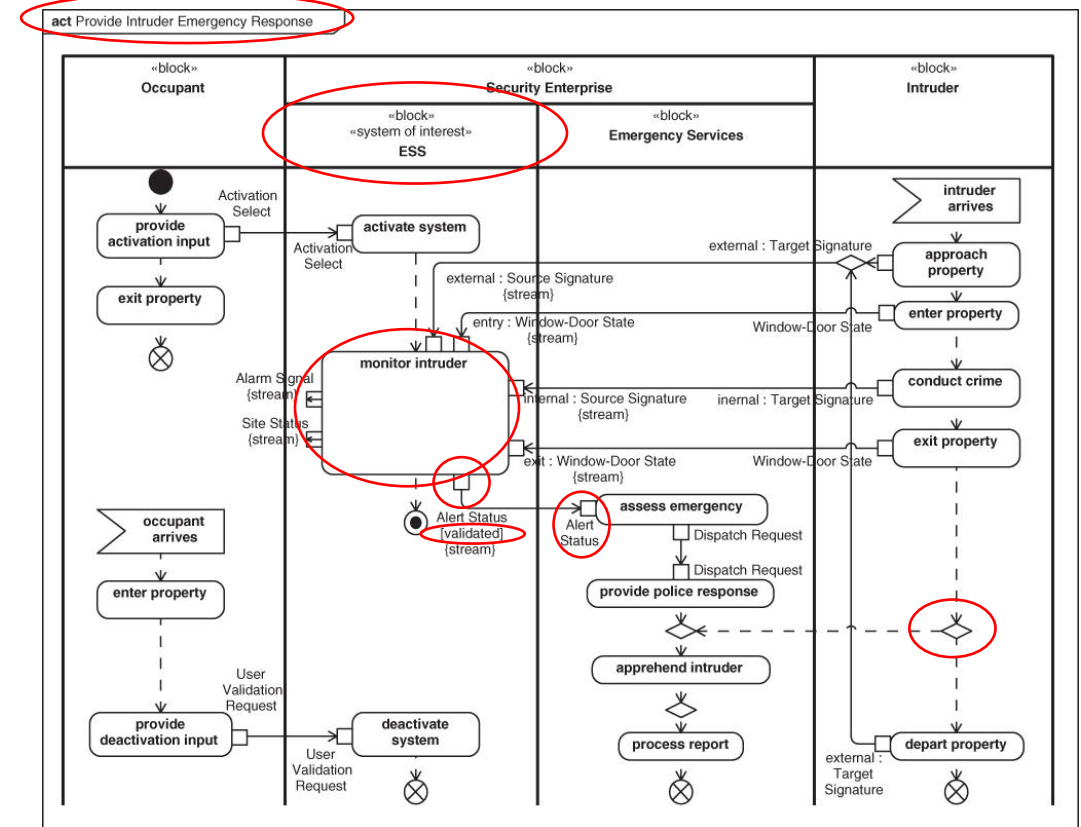 act Provide Intruder Emergency Response
«block»
Occupant
«block»
Security Enterprise
«block»
Intruder
«block»
«system of interest»
ESS
«block»
Emergency Services
Activation
Select
provide
activation input
activate system
Activation
Select
intruder
arrives
external : Target Signature
approach
property
exit property
external : Source Signature
{stream}
enter property
entry : Window-Door State
{stream}
Window-Door State
monitor intruder
Alarm Signal
{stream}
conduct crime
internal : Source Signature
{stream}
inernal : Target Signature
Site Status
{stream}
exit property
exit : Window-Door State
{stream}
Window-Door State
occupant
arrives
Alert Status
[validated]
{stream}
Alert
Status
assess emergency
Dispatch Request
Dispatch Request
enter property
provide police response
apprehend intruder
User
Validation
Request
provide
deactivation input
deactivate
system
User
Validation
Request
process report
depart property
external :
Target
Signature